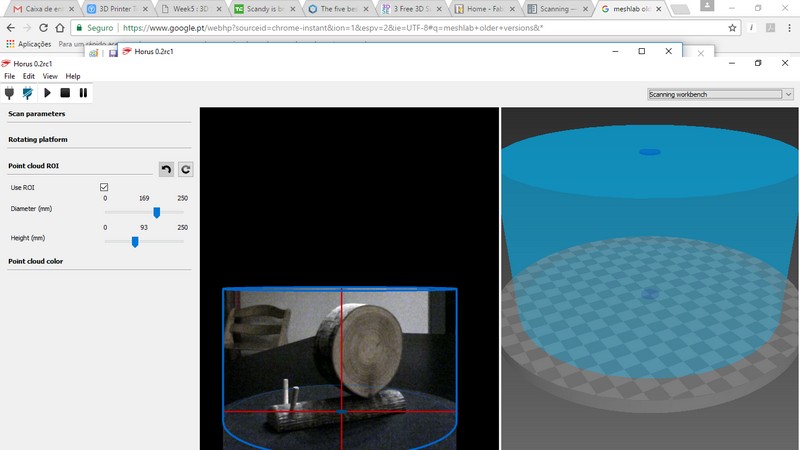 Caixa de em
3D Printer T
Week5 : 3D
Scandy is b
The five be
3 Free 3D S
Home - Fab
Scanning —
meshlab old
Seguro
https://www.google.pt/webhp?sourceid=chrome-instant&ion=1&espv=2&ie=UTF-8#q=meshlab+older+versions&*
Aplicações
Para um rápido ace
Horus 0.2rc1
Horus 0.2rc1
File Edit View Help
Scanning workbench
Scan parameters
Rotating platform
Point cloud ROI
Use ROI
0 169 250
Diameter (mm)
0 93 250
Height (mm)
Point cloud color